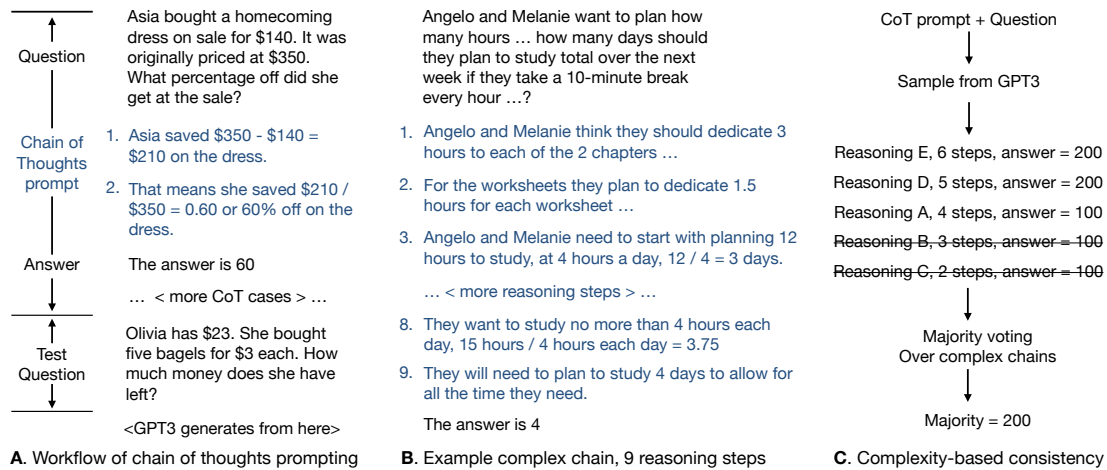 Question
Chain of
Thoughts
prompt
Answer
Test
Question
Asia bought a homecoming
dress on sale for $140. It was
originally priced at $350.
What percentage off did she
get at the sale?
1. Asia saved $350 - $140 =
$210 on the dress.
2. That means she saved $210 /
$350 = 0.60 or 60% off on the
dress.
The answer is 60
… < more CoT cases > …
Olivia has $23. She bought
five bagels for $3 each. How
much money does she have
left?
<GPT3 generates from here>
A. Workflow of chain of thoughts prompting
Angelo and Melanie want to plan how
many hours … how many days should
they plan to study total over the next
week if they take a 10-minute break
every hour …?
1. Angelo and Melanie think they should dedicate 3
hours to each of the 2 chapters …
2. For the worksheets they plan to dedicate 1.5
hours for each worksheet …
3. Angelo and Melanie need to start with planning 12
hours to study, at 4 hours a day, 12 / 4 = 3 days.
… < more reasoning steps > …
8. They want to study no more than 4 hours each
day, 15 hours / 4 hours each day = 3.75
9. They will need to plan to study 4 days to allow for
all the time they need.
The answer is 4
B. Example complex chain, 9 reasoning steps
CoT prompt + Question
Sample from GPT3
Reasoning E, 6 steps, answer = 200
Reasoning D, 5 steps, answer = 200
Reasoning A, 4 steps, answer = 100
Reasoning B, 3 steps, answer = 100
Reasoning C, 2 steps, answer = 100
Majority voting
Over complex chains
Majority = 200
C. Complexity-based consistency